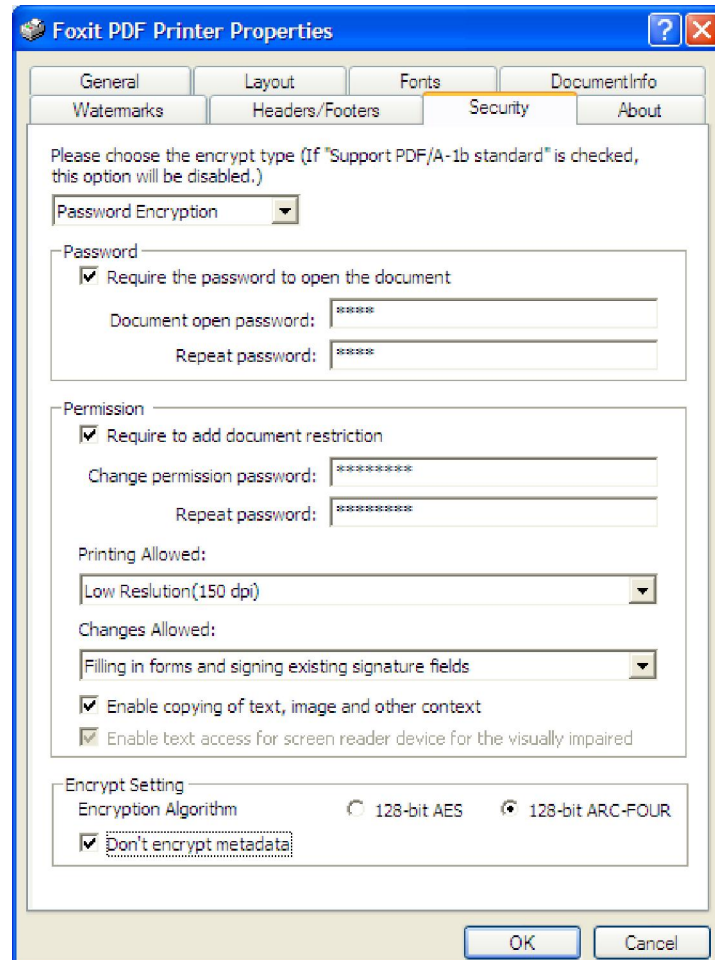 Foxit PDF Printer Properties
General Layout Fonts DocumentInfo
Watermarks Headers/Footers Security About
Please choose the encrypt type (If "Support PDF/A-1b standard" is checked,
this option will be disabled.)
Password Encryption
Password
Require the password to open the document
Document open password: ****
Repeat password: ****
Permission
Require to add document restriction
Change permission password: ********
Repeat password: ********
Printing Allowed:
Low Reslution(150 dpi)
Changes Allowed:
Filling in forms and signing existing signature fields
Enable copying of text, image and other context
Enable text access for screen reader device for the visually impaired
Encrypt Setting
Encryption Algorithm 128-bit AES 128-bit ARC-FOUR
Don't encrypt metadata
OK Cancel